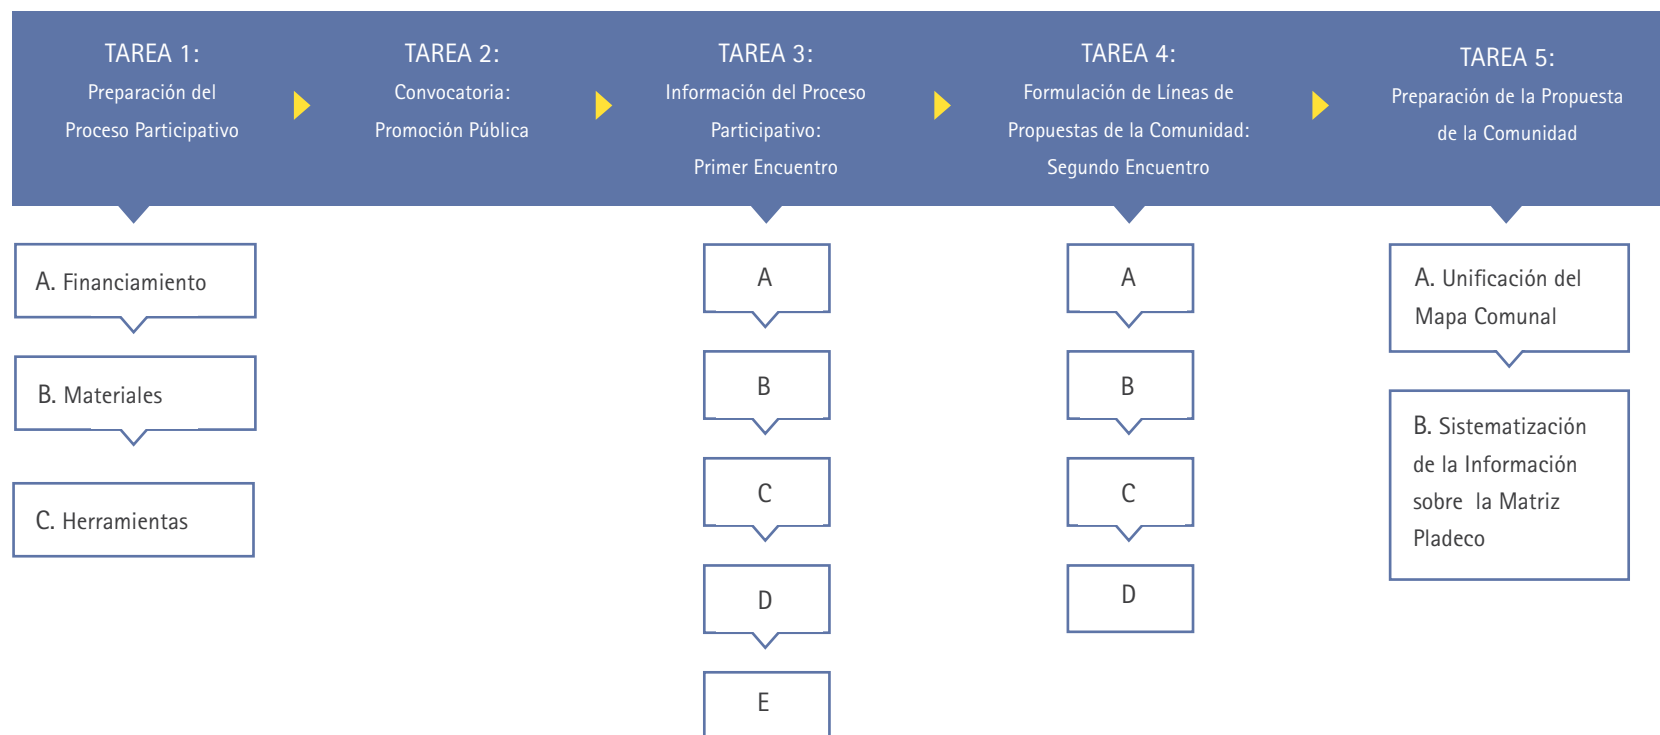 TAREA 1:
Preparación del
Proceso Participativo
TAREA 2:
Convocatoria:
Promoción Pública
TAREA 3:
Información del Proceso
Participativo:
Primer Encuentro
TAREA 4:
Formulación de Líneas de
Propuestas de la Comunidad:
Segundo Encuentro
TAREA 5:
Preparación de la Propuesta
de la Comunidad
A. Financiamiento
B. Materiales
C. Herramientas
A
B
C
D
E
A
B
C
D
A. Unificación del
Mapa Comunal
B. Sistematización
de la Información
sobre la Matriz
Pladeco